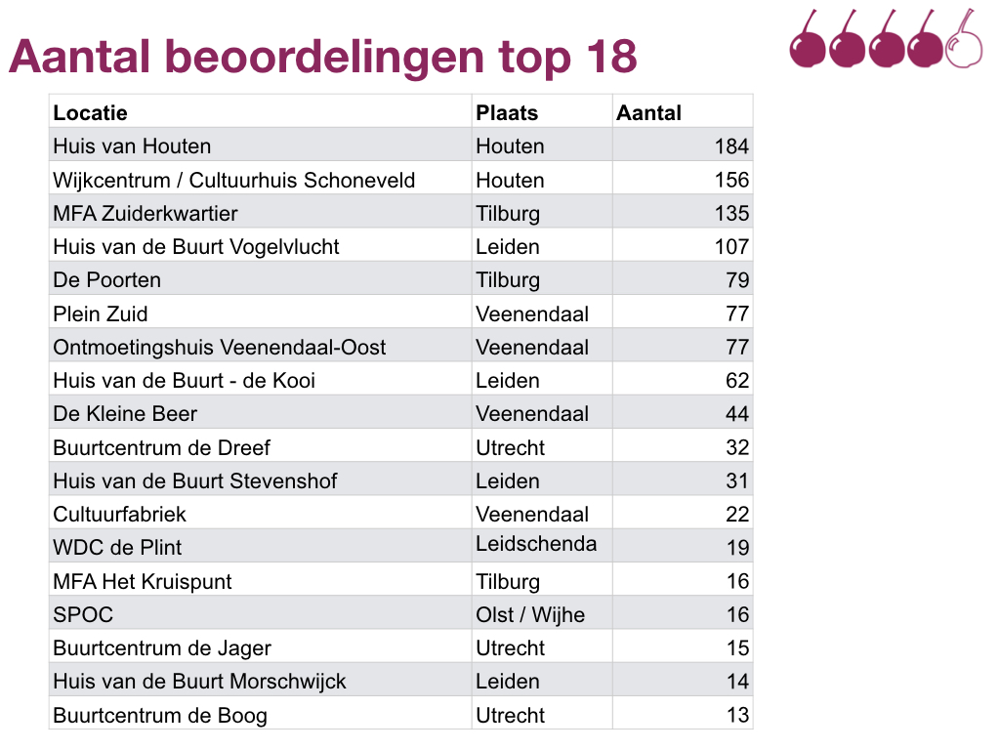 Aantal beoordelingen top 18
Locatie Plaats Aantal
Huis van Houten Houten 184
Wijkcentrum / Cultuurhuis Schoneveld Houten 156
MFA Zuiderkwartier Tilburg 135
Huis van de Buurt Vogelvlucht Leiden 107
De Poorten Tilburg 79
Plein Zuid Veenendaal 77
Ontmoetingshuis Veenendaal-Oost Veenendaal 77
Huis van de Buurt - de Kooi Leiden 62
De Kleine Beer Veenendaal 44
Buurtcentrum de Dreef Utrecht 32
Huis van de Buurt Stevenshof Leiden 31
Cultuurfabriek Veenendaal 22
WDC de Plint Leidschenda 19
MFA Het Kruispunt Tilburg 16
SPOC Olst / Wijhe 16
Buurtcentrum de Jager Utrecht 15
Huis van de Buurt Morschwijck Leiden 14
Buurtcentrum de Boog Utrecht 13